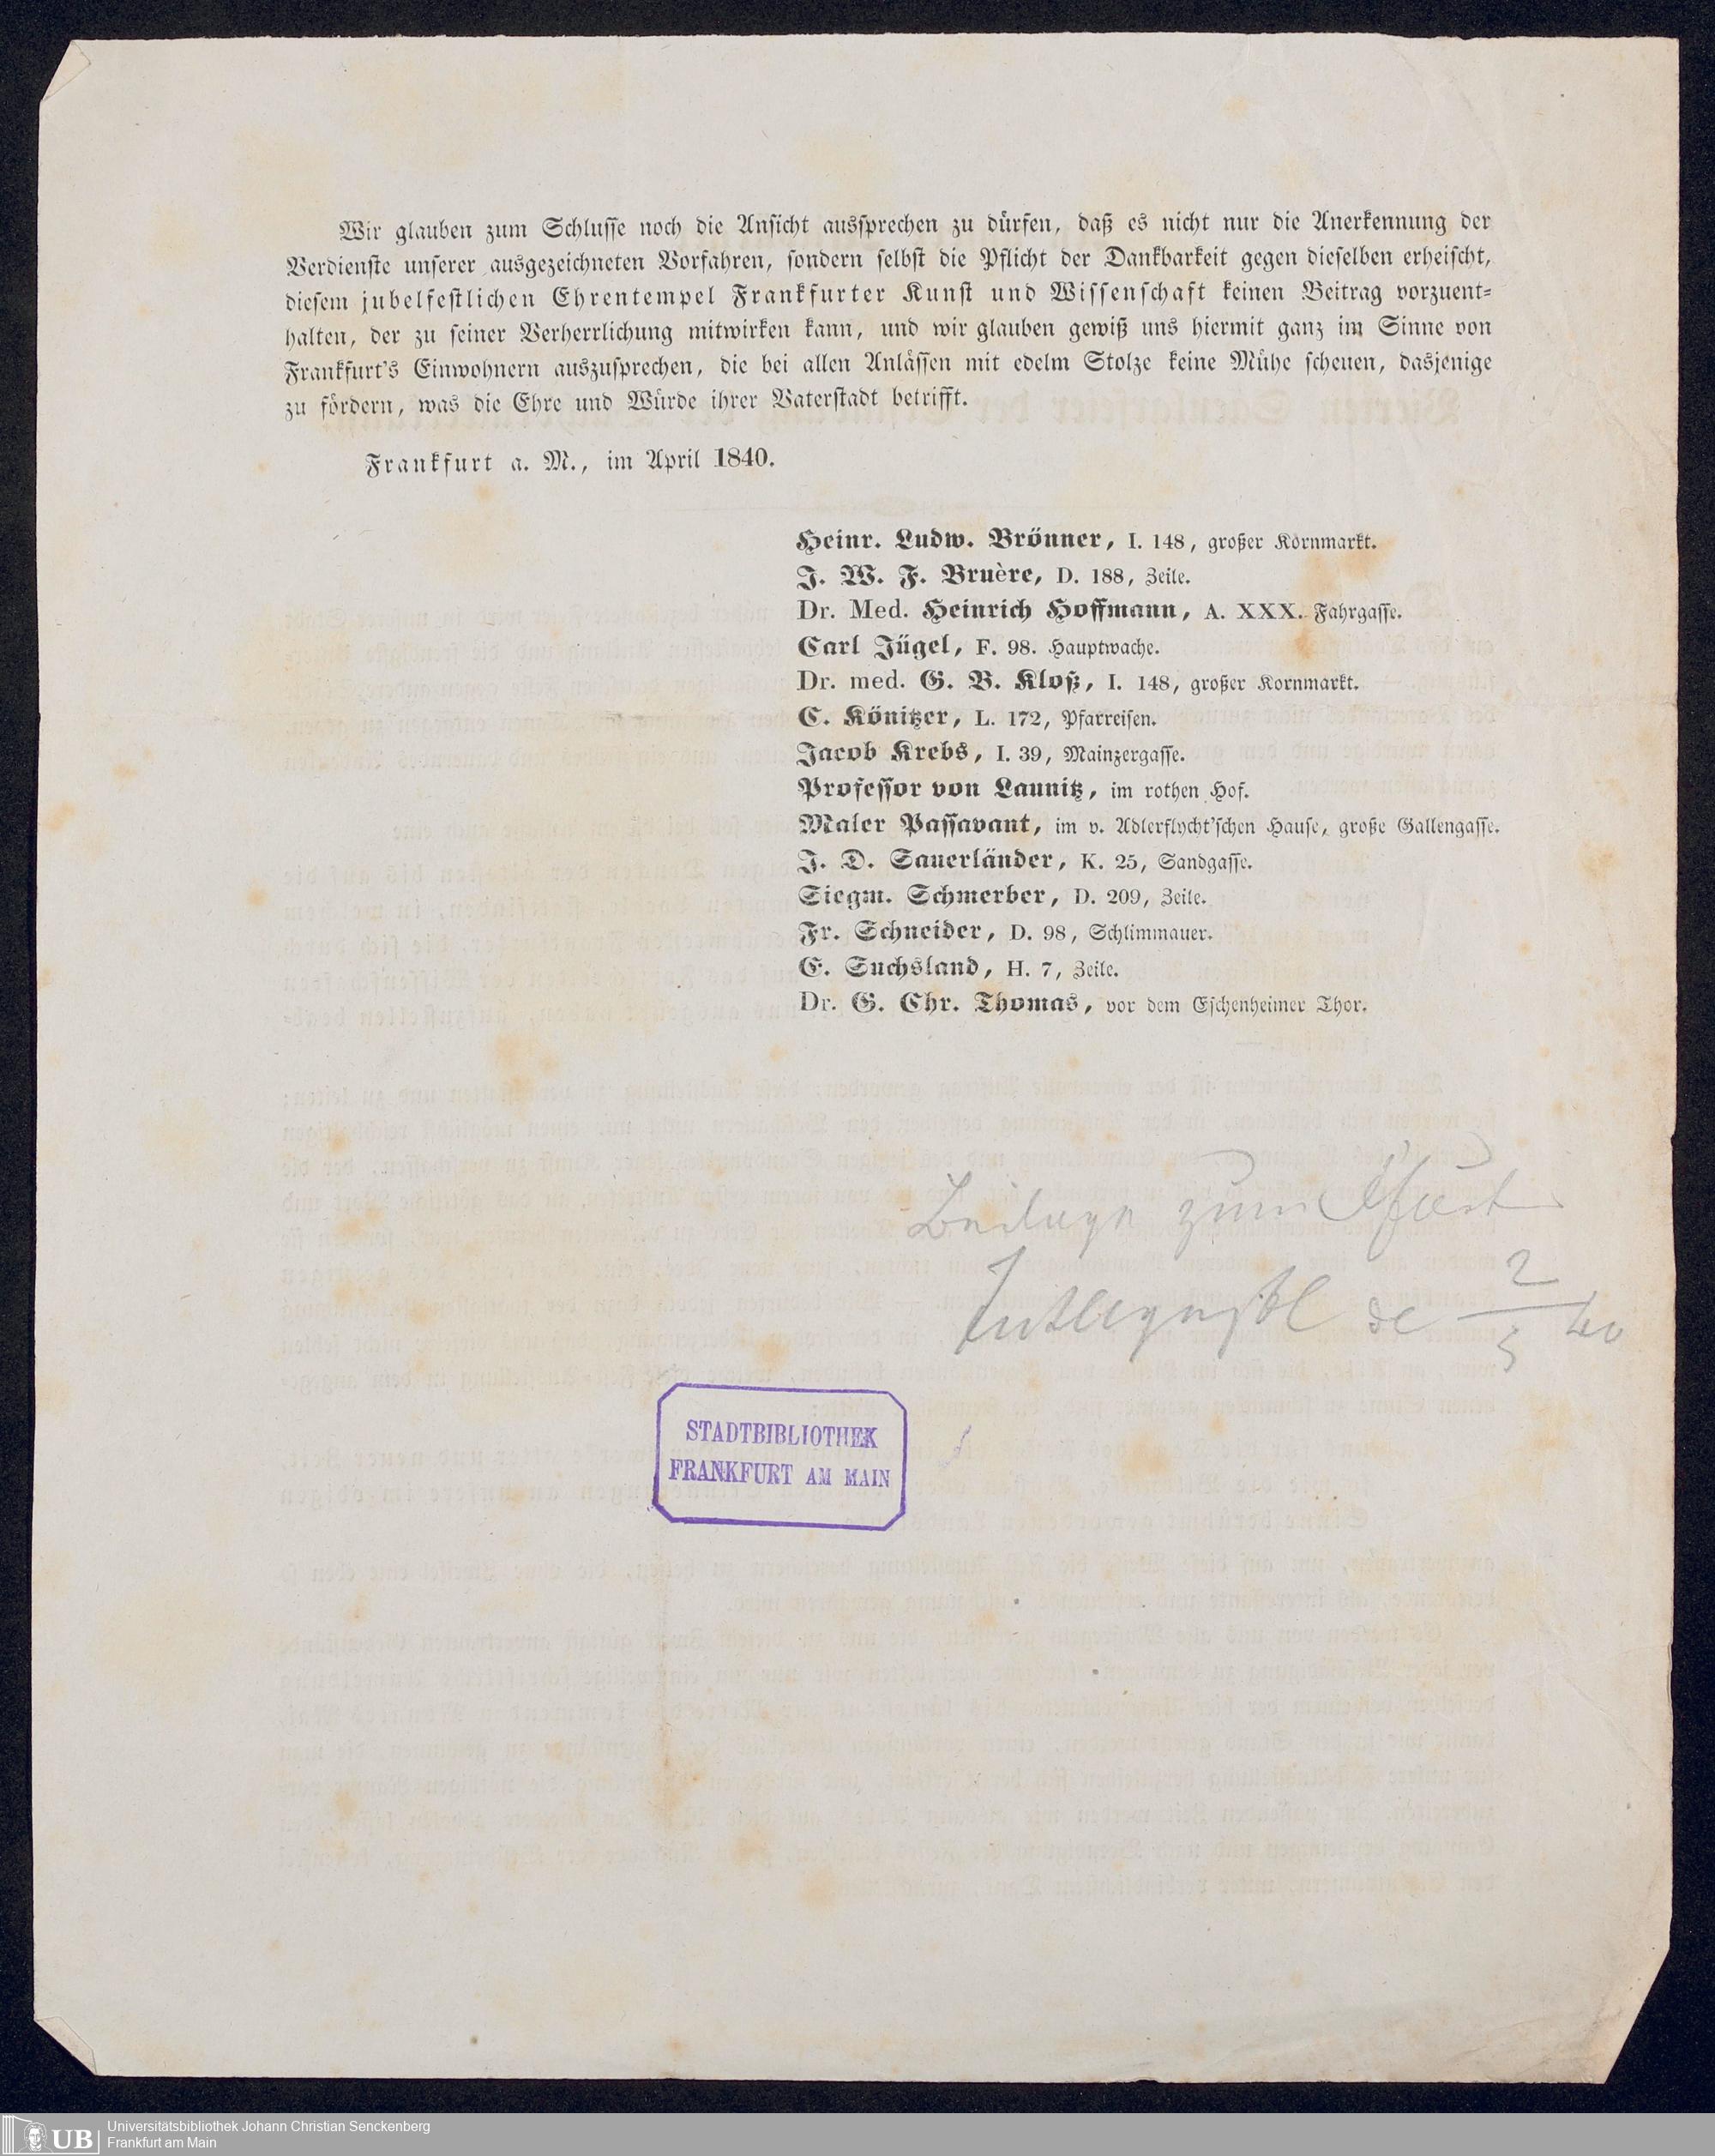 Wir glauben zum Schlusse noch die Ansicht aussprechen zu dürfen, daß es nicht nur die Anerkennung der
Verdienste unserer ausgezeichneten Vorfahren, sondern selbst die Pflicht der Dankbarkeit gegen dieselben erheischt,
diesem jubelfestlichen Ehrentempel Frankfurter Kunst und Wissenschaft keinen Beitrag vorzuent-
halten, der zu seiner Verherrlichung mitwirken kann, und wir glauben gewiß uns hiermit ganz im Sinne von
Frankfurt's Einwohnern auszusprechen, die bei allen Anlässen mit edelm Stolze keine Mühe scheuen, dasjenige
zu fördern, was die Ehre und Würde ihrer Vaterstadt betrifft.
Frankfurt a. M., im April 1840.
Heinr. Ludw. Brönner, I. 148, großer Kornmarkt.
J. W. F. Bruère, D. 188, Zeile.
Dr. Med. Heinrich Hoffmann, A. XXX. Fahrgasse.
Carl Jügel, F. 98. Hauptwache.
Dr. med. G. B. Kloß, I. 148, großer Kornmarkt.
C. Könitzer, L. 172, Pfarreisen.
Jacob Krebs, I. 39, Mainzergasse.
Professor von Launitz, im rothen Hof.
Maler Passavant, im v. Adlerflycht'schen Hause, große Gallengasse.
J. D. Sauerländer, K. 25, Sandgasse.
Siegm. Schmerber, D. 209, Zeile.
Fr. Schneider, D. 98, Schlimmauer.
E. Suchsland, H. 7, Zeile.
Dr. G. Chr. Thomas, vor dem Eschenheimer Thor.
Beilage zum
de 2/5 40
STADTBIBLIOTHEK
FRANKFURT AM MAIN
UB
Universitätsbibliothek Johann Christian Senckenberg
Frankfurt am Main